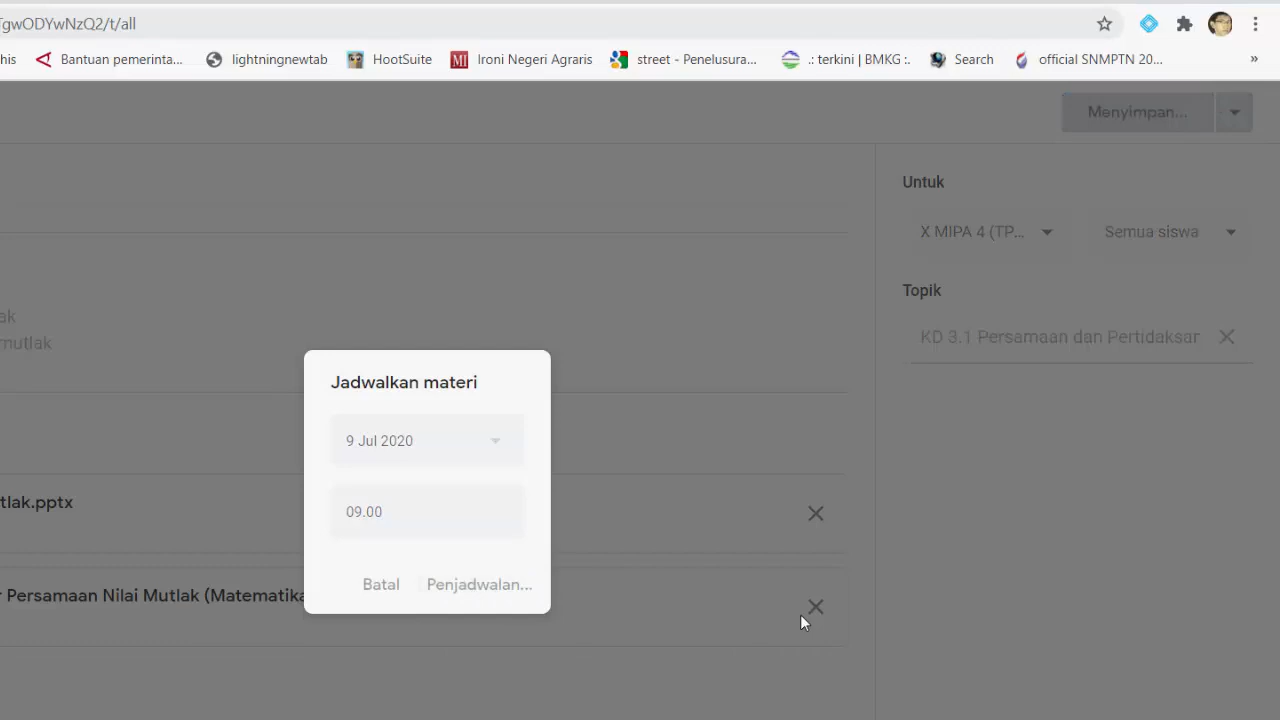 TgwODYwNzQ2/t/all
his Bantuan pemerinta... lightningnewtab HootSuite Ironi Negeri Agraris street - Penelusura... .: terkini | BMKG :. Search official SNMPTN 20... »
Menyimpan...
Untuk
X MIPA 4 (TP... Semua siswa
Topik
lak
KD 3.1 Persamaan dan Pertidaksar
mutlak
Jadwalkan materi
9 Jul 2020
tlak.pptx
09.00
Batal Penjadwalan...
r Persamaan Nilai Mutlak (Matematika